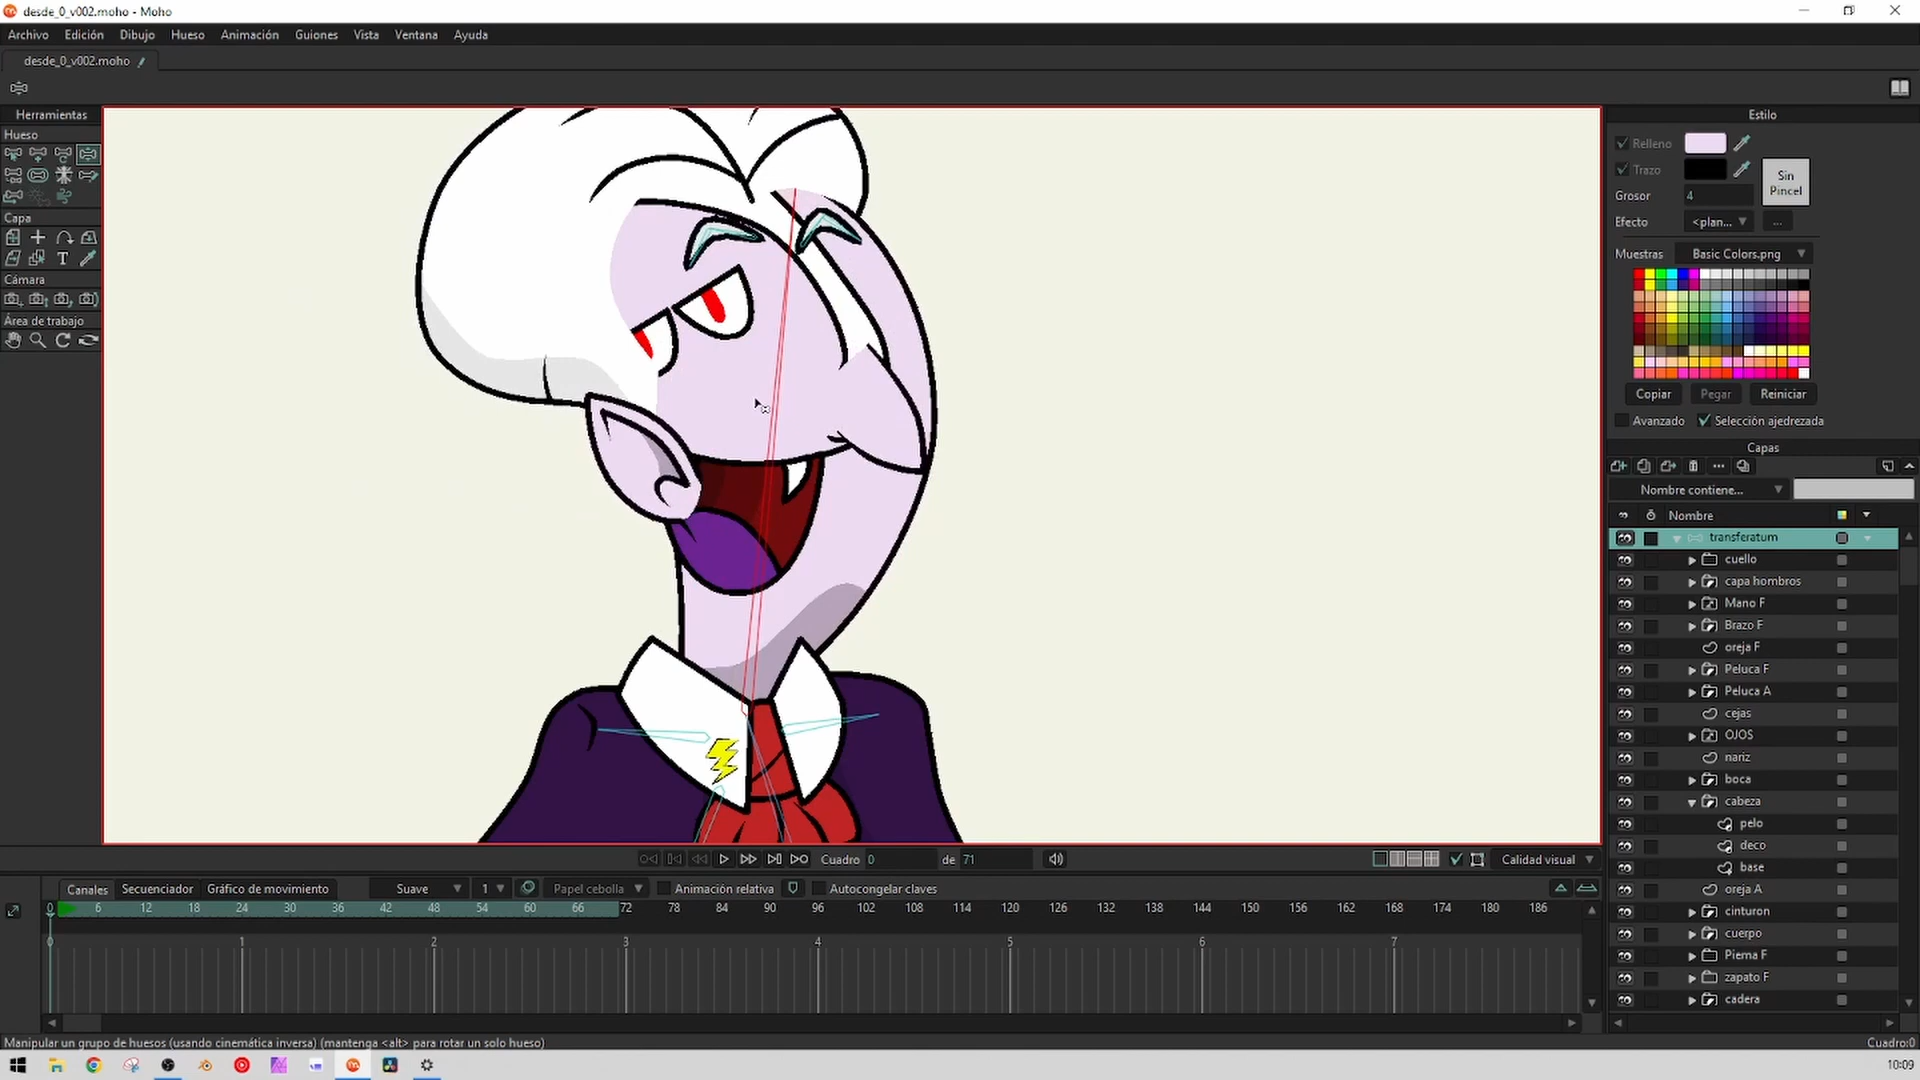 desde_0_v002.moho - Moho
Archivo Edición Dibujo Hueso Animación Guiones Vista Ventana Ayuda
desde_0_v002.moho
Herramientas
Hueso
Capa
Cámara
Área de trabajo
Estilo
Relleno
Trazo
Sin Pincel
Grosor 4
Efecto <plan... ...
Muestras Basic Colors.png
Copiar Pegar Reiniciar
Avanzado Selección ajedrezada
Capas
Nombre contiene...
Nombre
transferatum
cuello
capa hombros
Mano F
Brazo F
oreja F
Peluca F
Peluca A
cejas
OJOS
nariz
boca
cabeza
pelo
deco
base
oreja A
cinturon
cuerpo
Pierna F
zapato F
cadera
Cuadro 0 de 71 Calidad visual
Canales Secuenciador Gráfico de movimiento Suave 1 Papel cebolla Animación relativa Autocongelar claves
0 6 12 18 24 30 36 42 48 54 60 66 72 78 84 90 96 102 108 114 120 126 132 138 144 150 156 162 168 174 180 186
0 1 2 3 4 5 6 7
Manipular un grupo de huesos (usando cinemática inversa) (mantenga <alt> para rotar un solo hueso) Cuadro:0
10:09